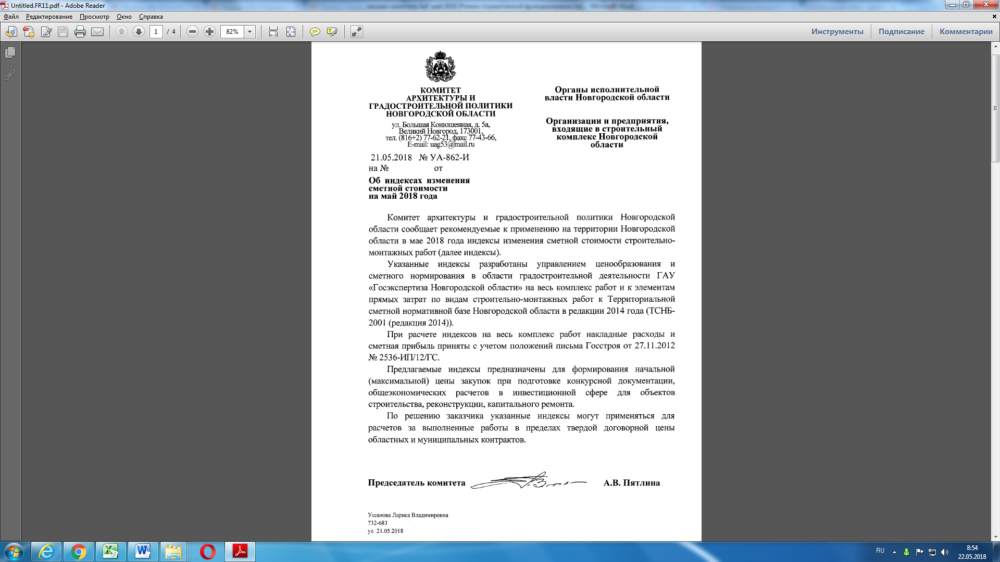 Untitled.FR11.pdf - Adobe Reader
Файл Редактирование Просмотр Окно Справка
1 / 4 82% Инструменты Подписание Комментарии
КОМИТЕТ
АРХИТЕКТУРЫ И
ГРАДОСТРОИТЕЛЬНОЙ ПОЛИТИКИ
НОВГОРОДСКОЙ ОБЛАСТИ
ул. Большая Конюшенная, д. 5а,
Великий Новгород, 173001,
тел. (816+2) 77-62-21, факс 77-43-66,
E-mail: uag53@mail.ru
21.05.2018 № УА-862-И
на № от
Об индексах изменения
сметной стоимости
на май 2018 года
Органы исполнительной
власти Новгородской области
Организации и предприятия,
входящие в строительный
комплекс Новгородской
области
Комитет архитектуры и градостроительной политики Новгородской
области сообщает рекомендуемые к применению на территории Новгородской
области в мае 2018 года индексы изменения сметной стоимости строительно-
монтажных работ (далее индексы).
Указанные индексы разработаны управлением ценообразования и
сметного нормирования в области градостроительной деятельности ГАУ
«Госэкспертиза Новгородской области» на весь комплекс работ и к элементам
прямых затрат по видам строительно-монтажных работ к Территориальной
сметной нормативной базе Новгородской области в редакции 2014 года (ТСНБ-
2001 (редакция 2014)).
При расчете индексов на весь комплекс работ накладные расходы и
сметная прибыль приняты с учетом положений письма Госстроя от 27.11.2012
№ 2536-ИП/12/ГС.
Предлагаемые индексы предназначены для формирования начальной
(максимальной) цены закупок при подготовке конкурсной документации,
общеэкономических расчетов в инвестиционной сфере для объектов
строительства, реконструкции, капитального ремонта.
По решению заказчика указанные индексы могут применяться для
расчетов за выполненные работы в пределах твердой договорной цены
областных и муниципальных контрактов.
Председатель комитета А.В. Пятлина
Ушанова Лариса Владимировна
732-683
ул 21.05.2018
RU 8:54
22.05.2018